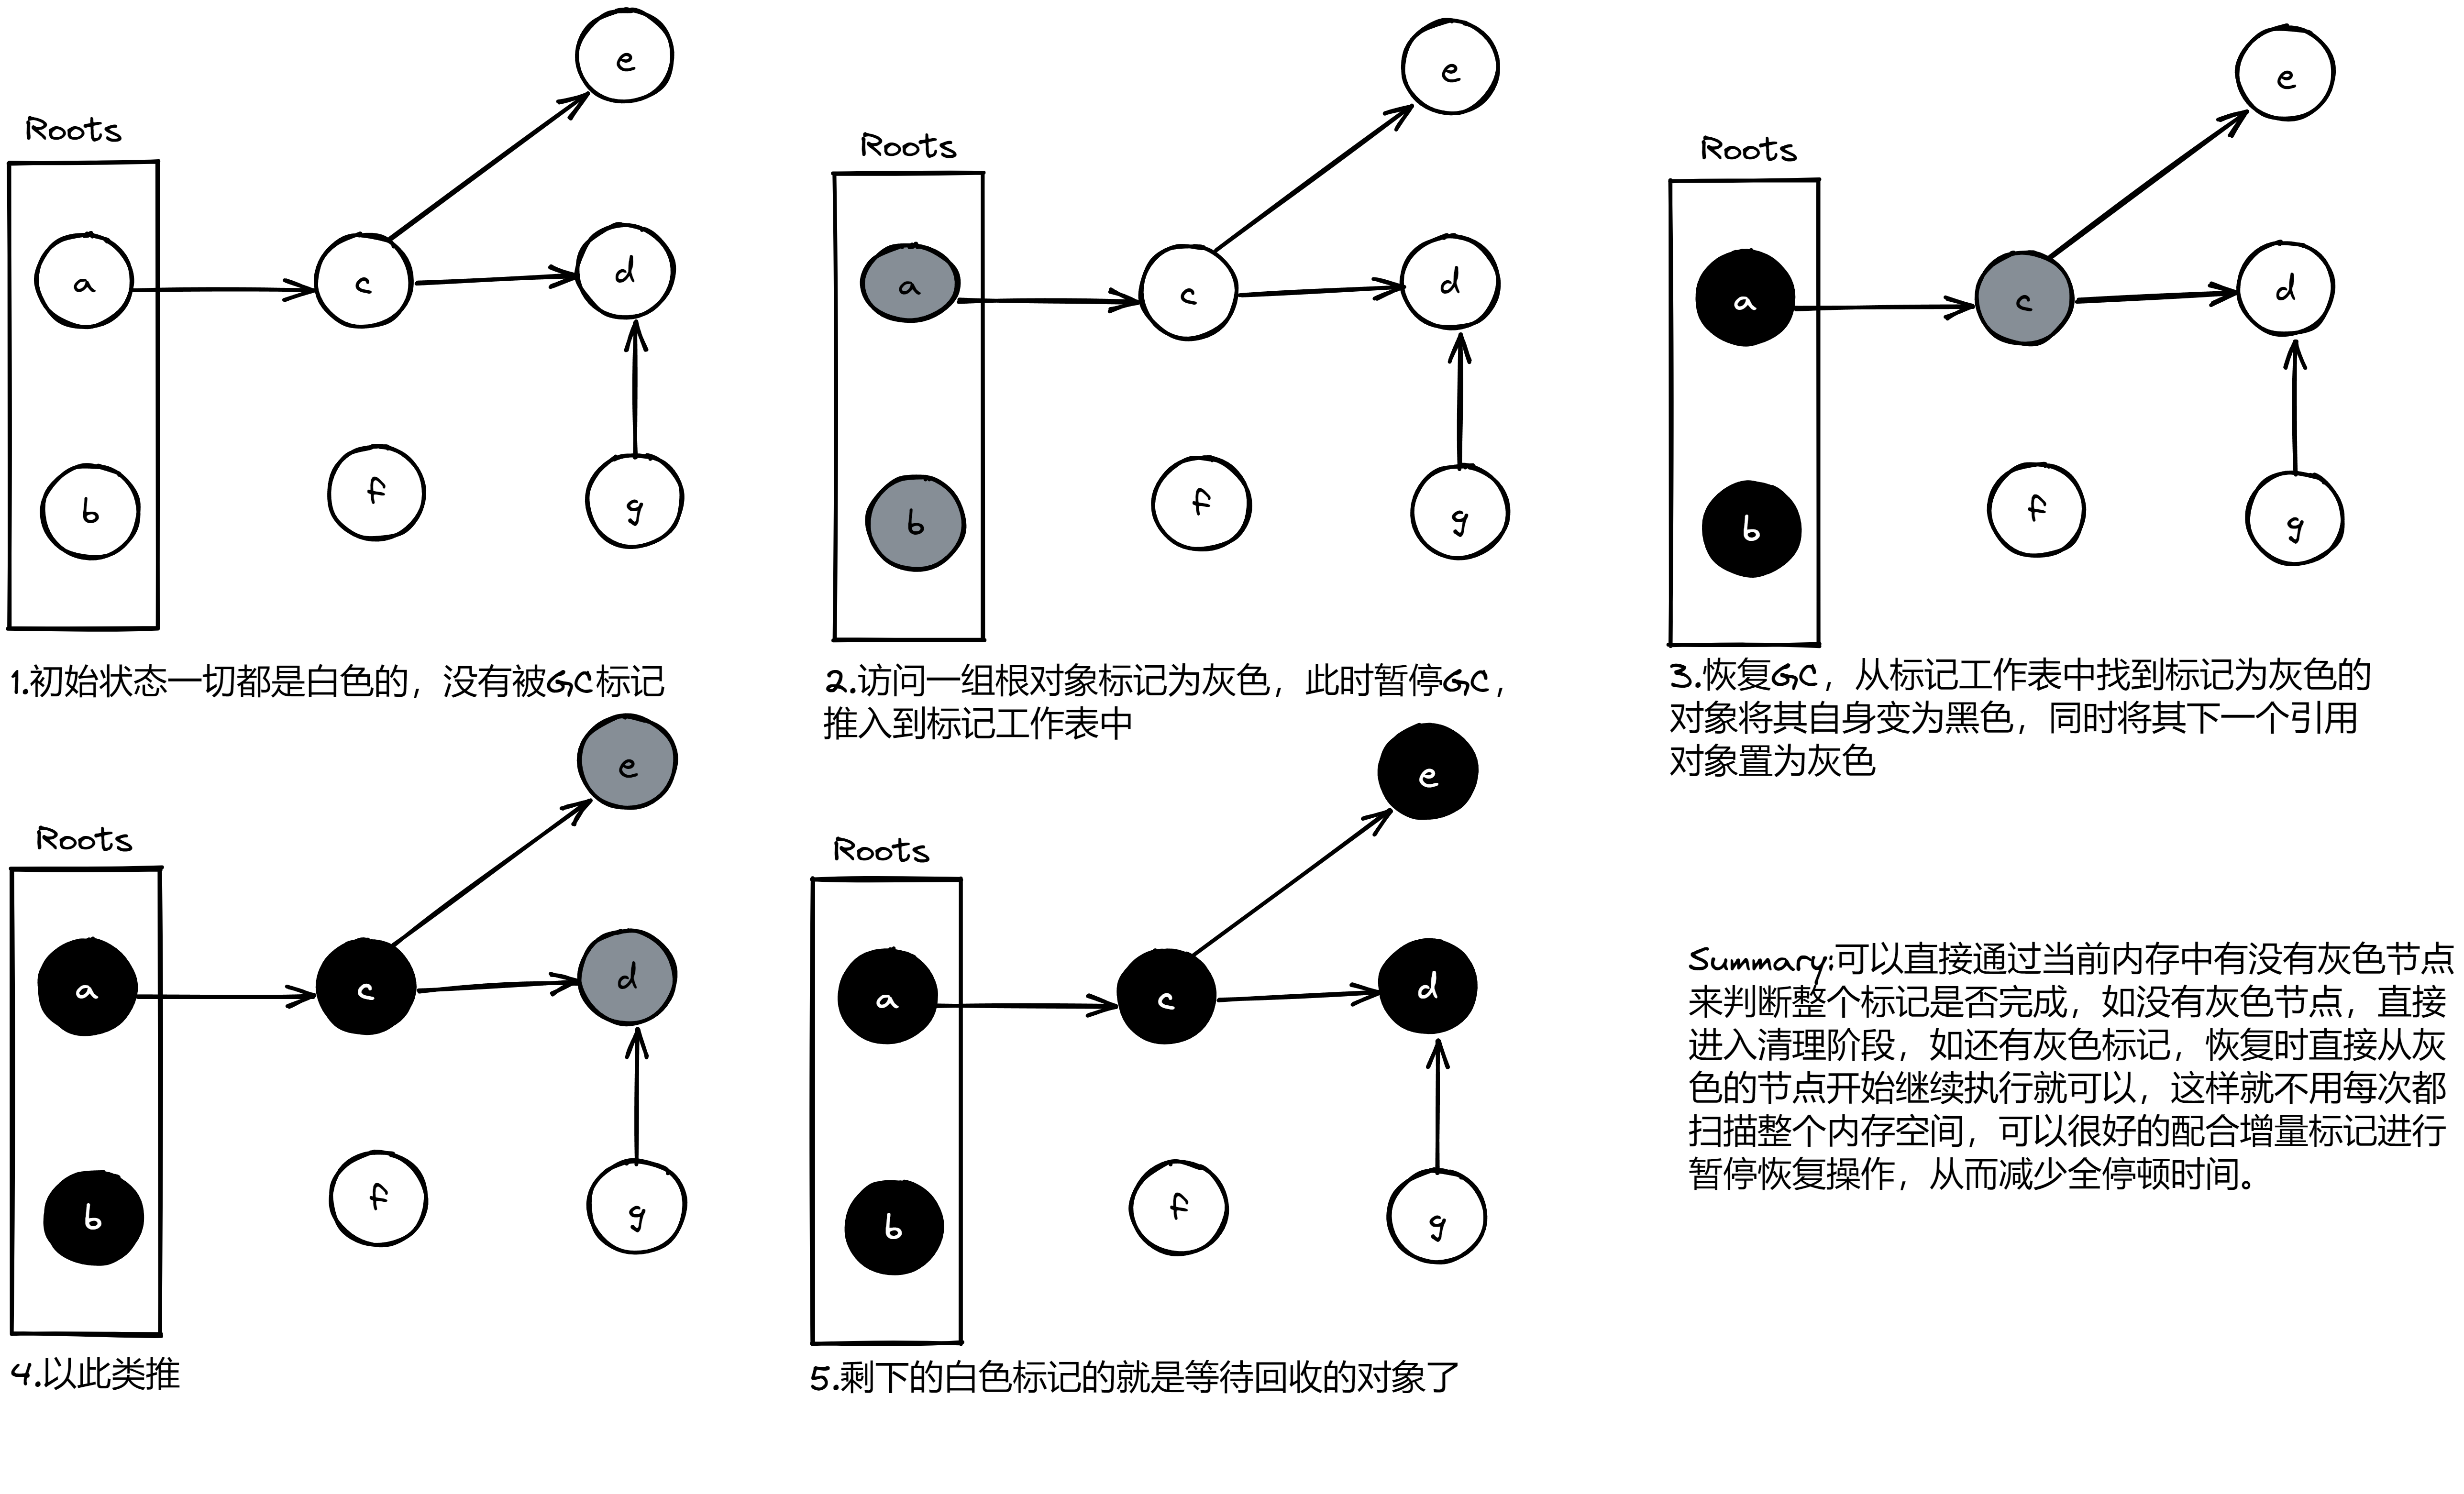 e
Roots
a
c
d
b
f
g
1.初始状态一切都是白色的，没有被GC标记
e
Roots
a
c
d
b
f
g
2.访问一组根对象标记为灰色，此时暂停GC，
推入到标记工作表中
e
Roots
a
c
d
b
f
g
3.恢复GC，从标记工作表中找到标记为灰色的
对象将其自身变为黑色，同时将其下一个引用
对象置为灰色
e
Roots
a
c
d
b
f
g
4.以此类推
e
Roots
a
c
d
b
f
g
5.剩下的白色标记的就是等待回收的对象了
Summary:可以直接通过当前内存中有没有灰色节点
来判断整个标记是否完成，如没有灰色节点，直接
进入清理阶段，如还有灰色标记，恢复时直接从灰
色的节点开始继续执行就可以，这样就不用每次都
扫描整个内存空间，可以很好的配合增量标记进行
暂停恢复操作，从而减少全停顿时间。